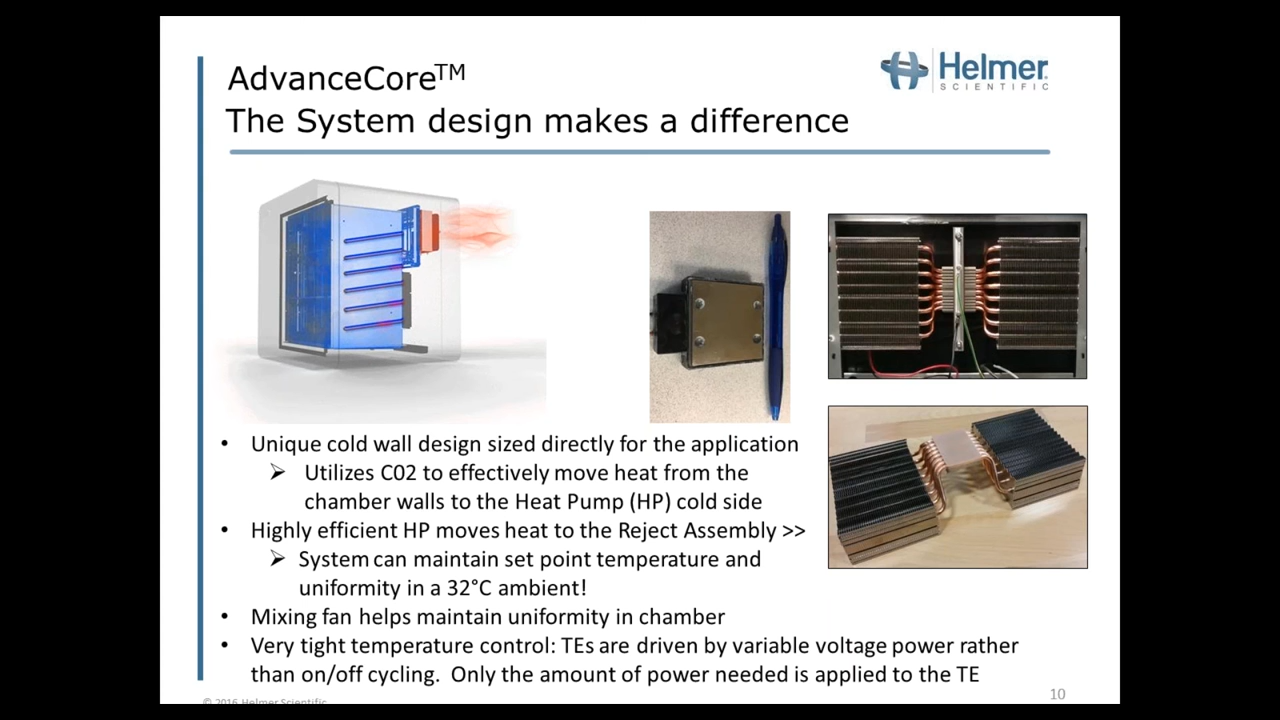 AdvanceCore™
Helmer
SCIENTIFIC
The System design makes a difference
• Unique cold wall design sized directly for the application
➢ Utilizes C02 to effectively move heat from the
chamber walls to the Heat Pump (HP) cold side
• Highly efficient HP moves heat to the Reject Assembly >>
➢ System can maintain set point temperature and
uniformity in a 32°C ambient!
• Mixing fan helps maintain uniformity in chamber
• Very tight temperature control: TEs are driven by variable voltage power rather
than on/off cycling. Only the amount of power needed is applied to the TE
© 2016 Helmer Scientific
10